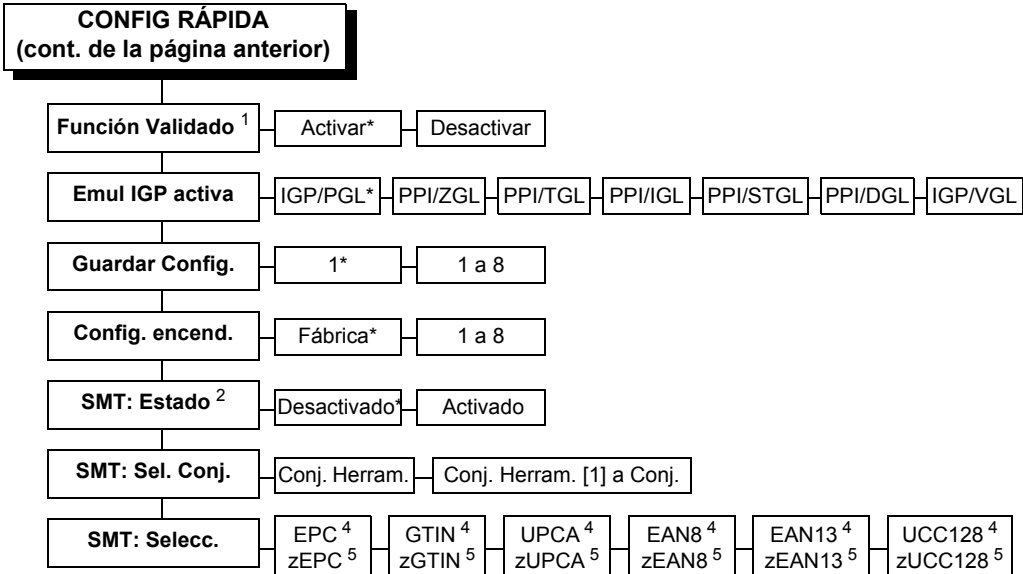 CONFIG RÁPIDA
(cont. de la página anterior)
Función Validado 1 Activar* Desactivar
Emul IGP activa IGP/PGL* PPI/ZGL PPI/TGL PPI/IGL PPI/STGL PPI/DGL IGP/VGL
Guardar Config. 1* 1 a 8
Config. encend. Fábrica* 1 a 8
SMT: Estado 2 Desactivado* Activado
SMT: Sel. Conj. Conj. Herram. Conj. Herram. [1] a Conj.
SMT: Selecc. EPC 4 GTIN 4 UPCA 4 EAN8 4 EAN13 4 UCC128 4
zEPC 5 zGTIN 5 zUPCA 5 zEAN8 5 zEAN13 5 zUCC128 5